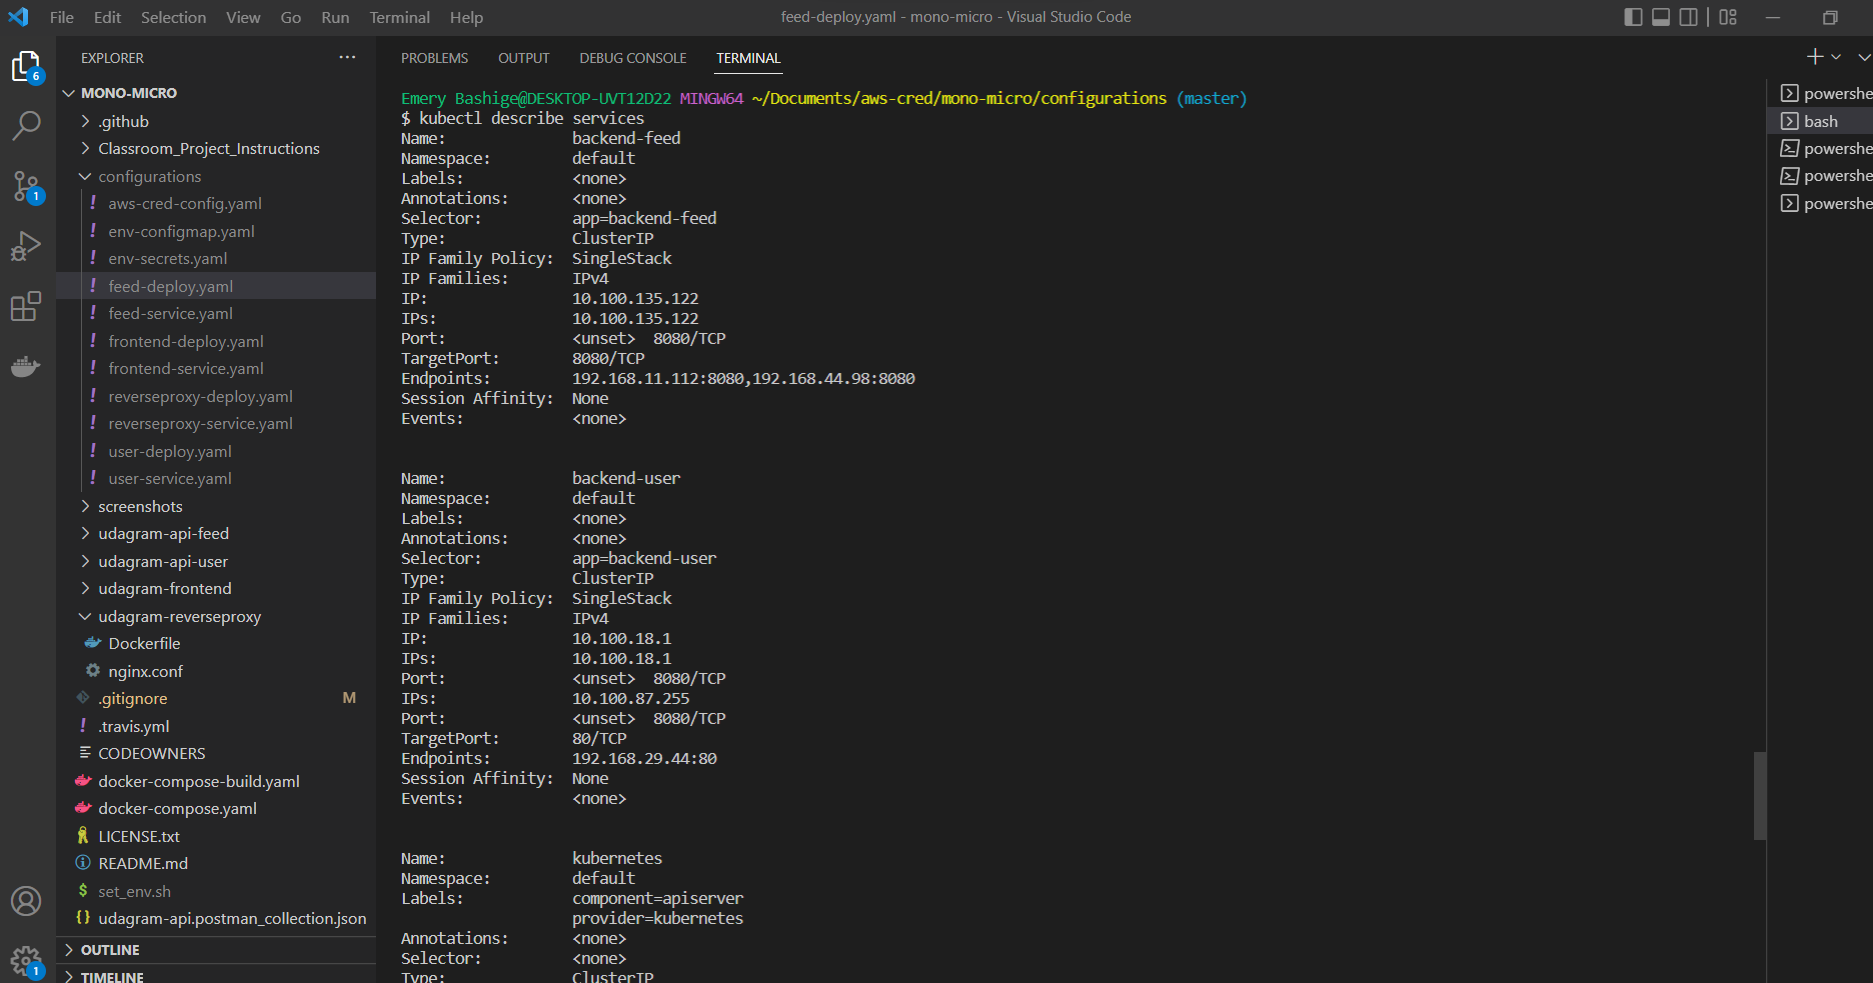 File Edit Selection View Go Run Terminal Help
feed-deploy.yaml - mono-micro - Visual Studio Code
6
1
1
EXPLORER
MONO-MICRO
.github
Classroom_Project_Instructions
configurations
! aws-cred-config.yaml
! env-configmap.yaml
! env-secrets.yaml
! feed-deploy.yaml
! feed-service.yaml
! frontend-deploy.yaml
! frontend-service.yaml
! reverseproxy-deploy.yaml
! reverseproxy-service.yaml
! user-deploy.yaml
! user-service.yaml
screenshots
udagram-api-feed
udagram-api-user
udagram-frontend
udagram-reverseproxy
Dockerfile
nginx.conf
.gitignore M
! .travis.yml
CODEOWNERS
docker-compose-build.yaml
docker-compose.yaml
LICENSE.txt
README.md
$ set_env.sh
{} udagram-api.postman_collection.json
OUTLINE
TIMELINE
PROBLEMS OUTPUT DEBUG CONSOLE TERMINAL
Emery Bashige@DESKTOP-UVT12D22 MINGW64 ~/Documents/aws-cred/mono-micro/configurations (master)
$ kubectl describe services
Name: backend-feed
Namespace: default
Labels: <none>
Annotations: <none>
Selector: app=backend-feed
Type: ClusterIP
IP Family Policy: SingleStack
IP Families: IPv4
IP: 10.100.135.122
IPs: 10.100.135.122
Port: <unset> 8080/TCP
TargetPort: 8080/TCP
Endpoints: 192.168.11.112:8080,192.168.44.98:8080
Session Affinity: None
Events: <none>
Name: backend-user
Namespace: default
Labels: <none>
Annotations: <none>
Selector: app=backend-user
Type: ClusterIP
IP Family Policy: SingleStack
IP Families: IPv4
IP: 10.100.18.1
IPs: 10.100.18.1
Port: <unset> 8080/TCP
IPs: 10.100.87.255
Port: <unset> 8080/TCP
TargetPort: 80/TCP
Endpoints: 192.168.29.44:80
Session Affinity: None
Events: <none>
Name: kubernetes
Namespace: default
Labels: component=apiserver
provider=kubernetes
Annotations: <none>
Selector: <none>
Type: ClusterIP
powershe
bash
powershe
powershe
powershe